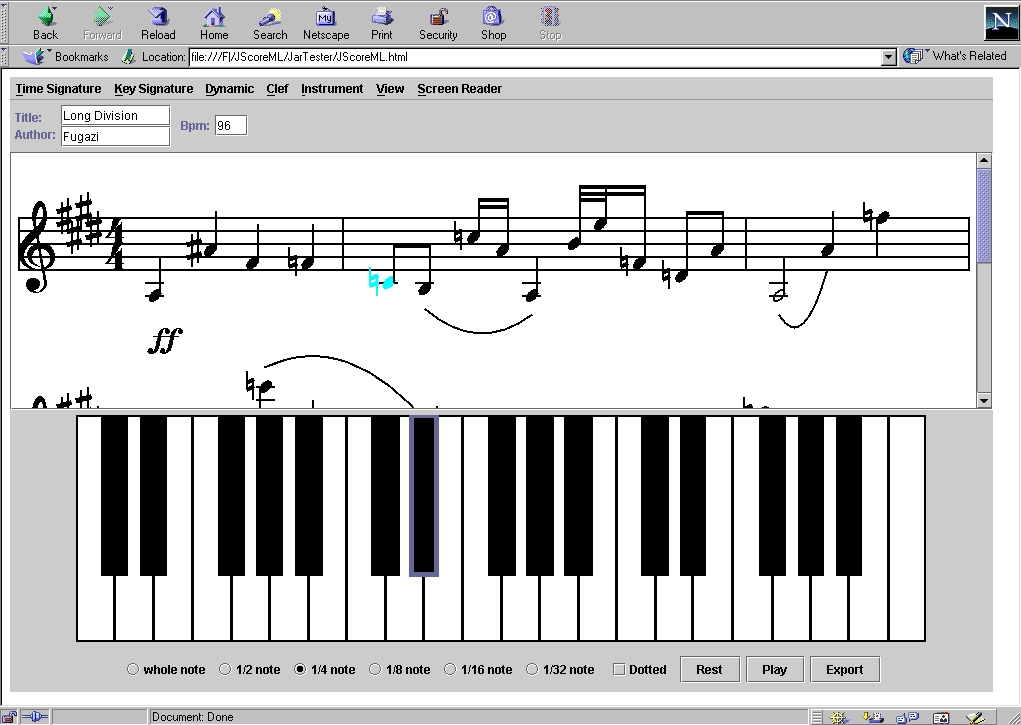 Back Forward Reload Home Search Netscape Print Security Shop Stop
My
N
Bookmarks Location: file:///F|/JScoreML/JarTester/JScoreML.html What's Related
Time Signature Key Signature Dynamic Clef Instrument View Screen Reader
Title: Long Division
Bpm: 96
Author: Fugazi
4
4
ff
whole note 1/2 note 1/4 note 1/8 note 1/16 note 1/32 note Dotted Rest Play Export
Document: Done